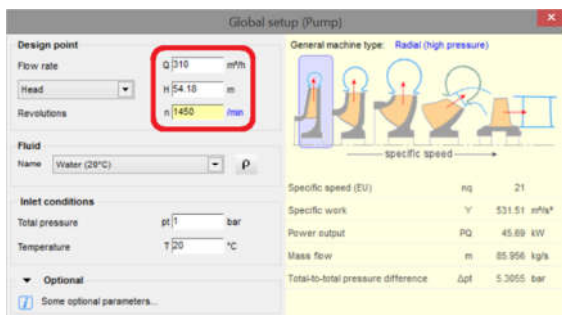 Global setup (Pump)
Design point
Flow rate Q 310 m³/h
Head H 54.18 m
Revolutions n 1450 /min
Fluid
Name Water (20°C) ρ
Inlet conditions
Total pressure pt 1 bar
Temperature T 20 °C
Optional
Some optional parameters...
General machine type: Radial (high pressure)
specific speed
Specific speed (EU) nq 21
Specific work Y 531.51 m²/s²
Power output PQ 45.69 kW
Mass flow m 85.956 kg/s
Total-to-total pressure difference Δpt 5.3055 bar